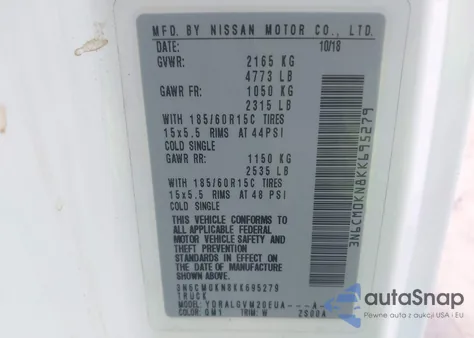 MFD. BY NISSAN MOTOR CO., LTD.
DATE: 10/18
GVWR: 2165 KG
4773 LB
GAWR FR: 1050 KG
2315 LB
WITH 185/60R15C TIRES
15x5.5 RIMS AT 44PSI
COLD SINGLE
GAWR RR: 1150 KG
2535 LB
WITH 185/60R15C TIRES
15x5.5 RIMS AT 48 PSI
COLD SINGLE
THIS VEHICLE CONFORMS TO
ALL APPLICABLE FEDERAL
MOTOR VEHICLE SAFETY AND
THEFT PREVENTION
STANDARDS IN EFFECT
ON THE DATE OF
MANUFACTURE SHOWN ABOVE.
3N6CM0KN8KK695279
TRUCK
COLOR: QM1 TRIM: W
3N6CM0KN8KK695279
autoSnap
Pewne auta z aukcji w USA i Kanadzie